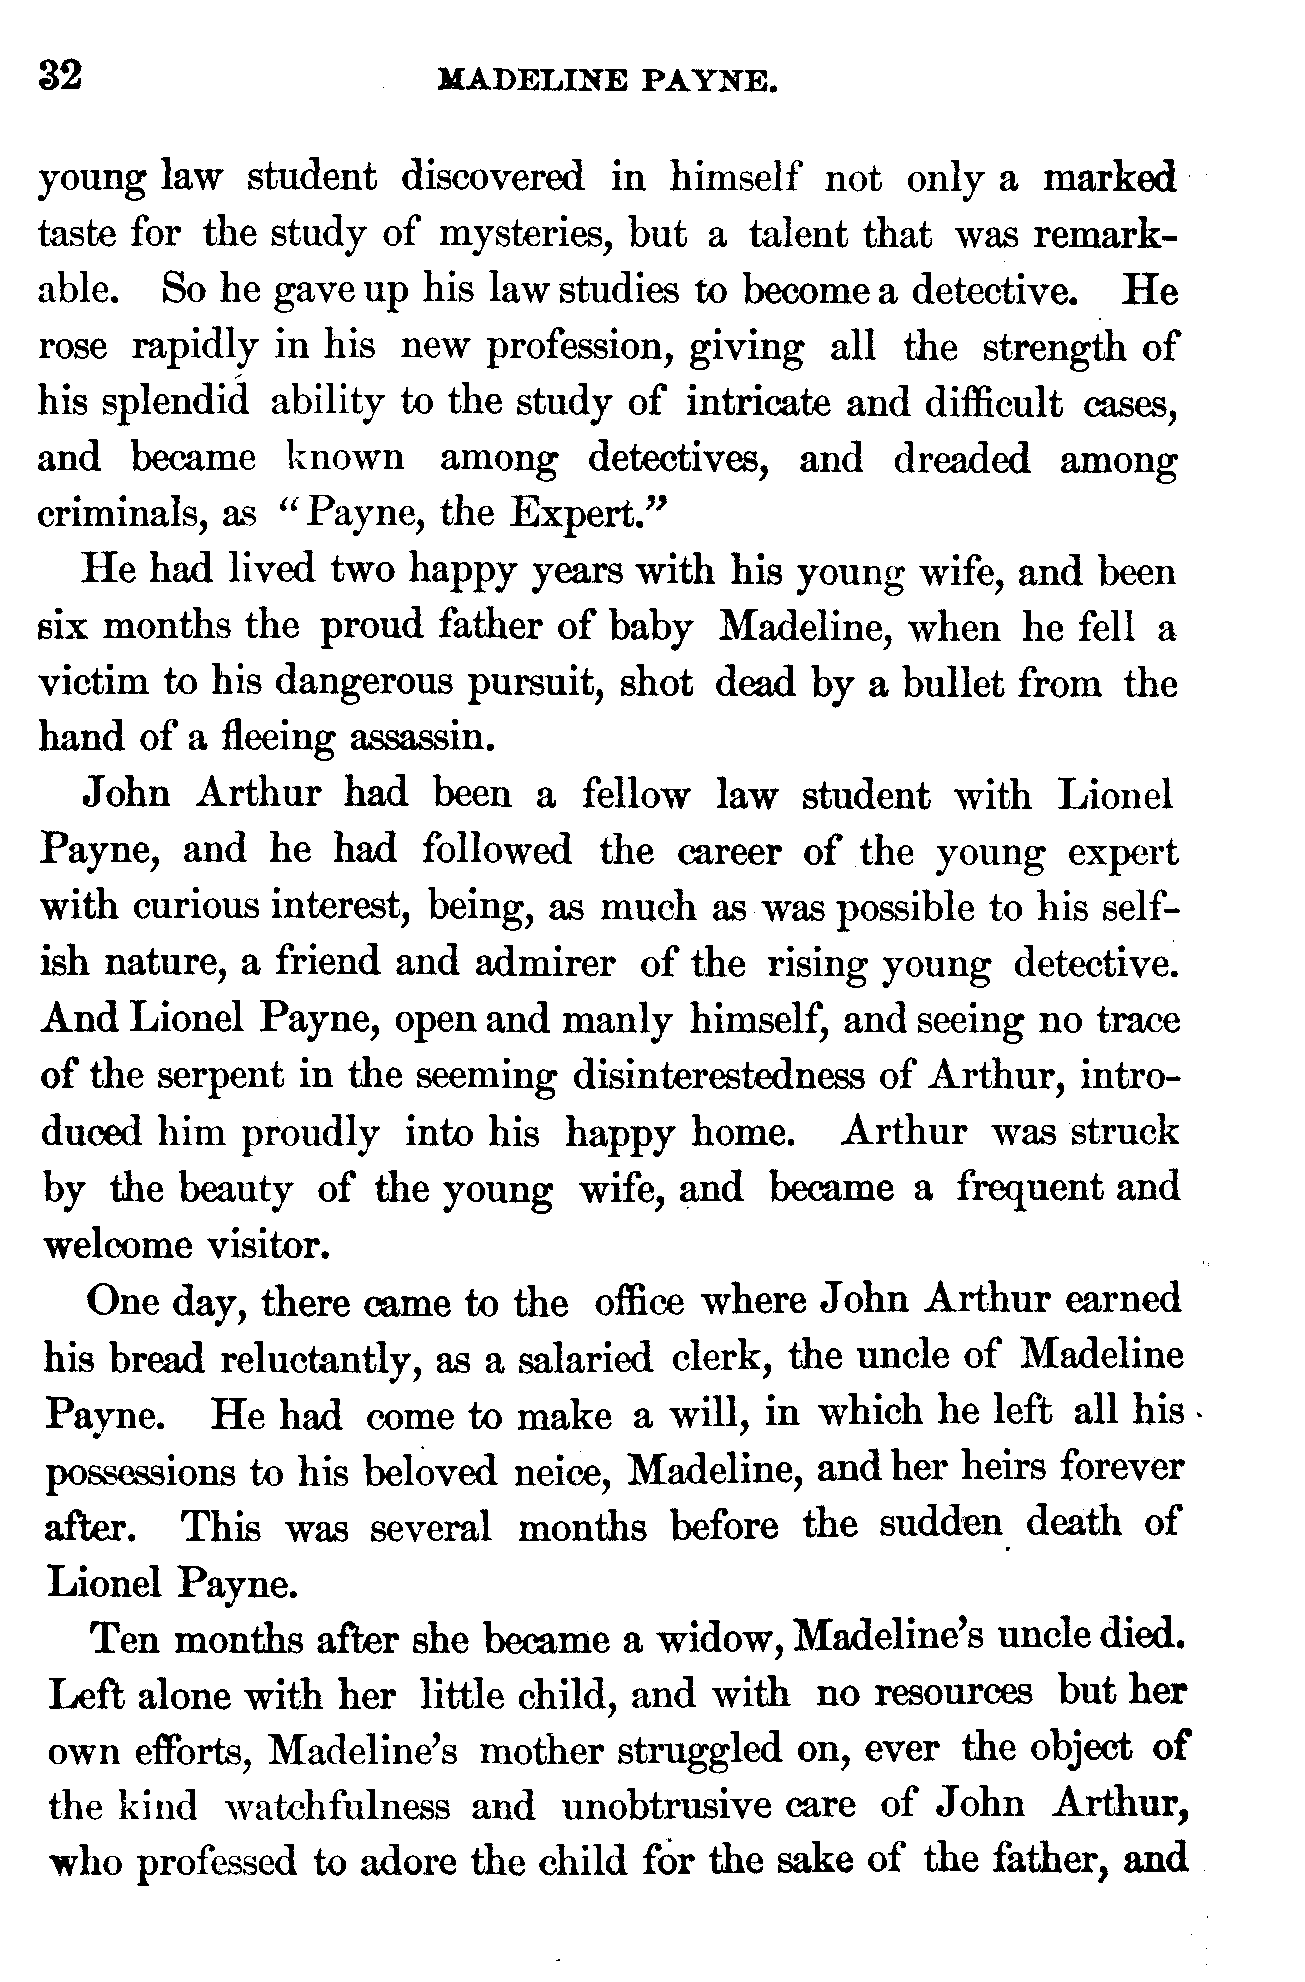 32 MADELINE PAYNE.
young law student discovered in himself not only a marked
taste for the study of mysteries, but a talent that was remark-
able. So he gave up his law studies to become a detective. He
rose rapidly in his new profession, giving all the strength of
his splendid ability to the study of intricate and difficult cases,
and became known among detectives, and dreaded among
criminals, as “Payne, the Expert.”
He had lived two happy years with his young wife, and been
six months the proud father of baby Madeline, when he fell a
victim to his dangerous pursuit, shot dead by a bullet from the
hand of a fleeing assassin.
John Arthur had been a fellow law student with Lionel
Payne, and he had followed the career of the young expert
with curious interest, being, as much as was possible to his self-
ish nature, a friend and admirer of the rising young detective.
And Lionel Payne, open and manly himself, and seeing no trace
of the serpent in the seeming disinterestedness of Arthur, intro-
duced him proudly into his happy home. Arthur was struck
by the beauty of the young wife, and became a frequent and
welcome visitor.
One day, there came to the office where John Arthur earned
his bread reluctantly, as a salaried clerk, the uncle of Madeline
Payne. He had come to make a will, in which he left all his
possessions to his beloved neice, Madeline, and her heirs forever
after. This was several months before the sudden death of
Lionel Payne.
Ten months after she became a widow, Madeline’s uncle died.
Left alone with her little child, and with no resources but her
own efforts, Madeline’s mother struggled on, ever the object of
the kind watchfulness and unobtrusive care of John Arthur,
who professed to adore the child for the sake of the father, and